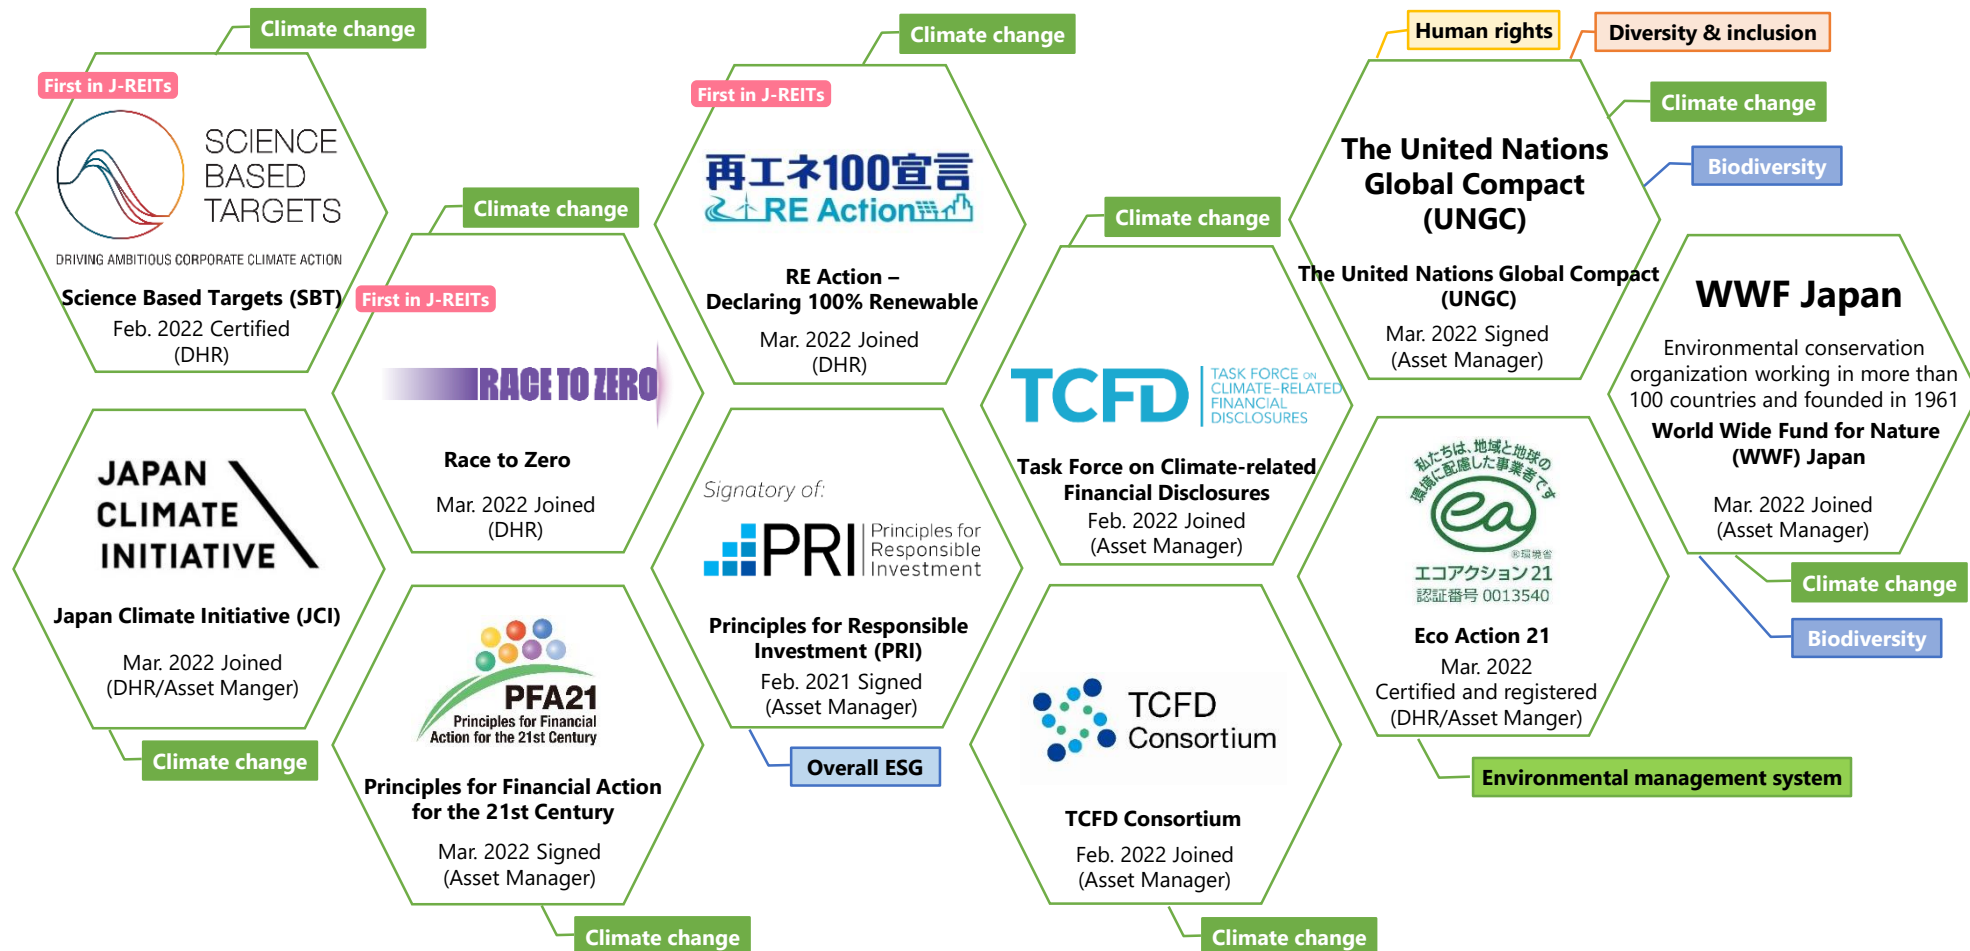 Climate change
First in J-REITs
SCIENCE
BASED
TARGETS
DRIVING AMBITIOUS CORPORATE CLIMATE ACTION
Science Based Targets (SBT)
Feb. 2022 Certified
(DHR)
Climate change
First in J-REITs
RACE TO ZERO
Race to Zero
Mar. 2022 Joined
(DHR)
Climate change
First in J-REITs
再エネ100宣言
RE Action
RE Action –
Declaring 100% Renewable
Mar. 2022 Joined
(DHR)
Climate change
TCFD
TASK FORCE ON
CLIMATE-RELATED
FINANCIAL
DISCLOSURES
Task Force on Climate-related
Financial Disclosures
Feb. 2022 Joined
(Asset Manager)
Human rights
Diversity & inclusion
Climate change
Biodiversity
The United Nations
Global Compact
(UNGC)
The United Nations Global Compact
(UNGC)
Mar. 2022 Signed
(Asset Manager)
WWF Japan
Environmental conservation
organization working in more than
100 countries and founded in 1961
World Wide Fund for Nature
(WWF) Japan
Mar. 2022 Joined
(Asset Manager)
Climate change
Biodiversity
JAPAN
CLIMATE
INITIATIVE
Japan Climate Initiative (JCI)
Mar. 2022 Joined
(DHR/Asset Manger)
Climate change
PFA21
Principles for Financial
Action for the 21st Century
Principles for Financial Action
for the 21st Century
Mar. 2022 Signed
(Asset Manager)
Climate change
Signatory of:
PRI
Principles for
Responsible
Investment
Principles for Responsible
Investment (PRI)
Feb. 2021 Signed
(Asset Manager)
Overall ESG
TCFD
Consortium
TCFD Consortium
Feb. 2022 Joined
(Asset Manager)
Climate change
私たちは、地域と地球の
環境に配慮した事業者です
ea
®環境省
エコアクション21
認証番号 0013540
Eco Action 21
Mar. 2022
Certified and registered
(DHR/Asset Manger)
Environmental management system